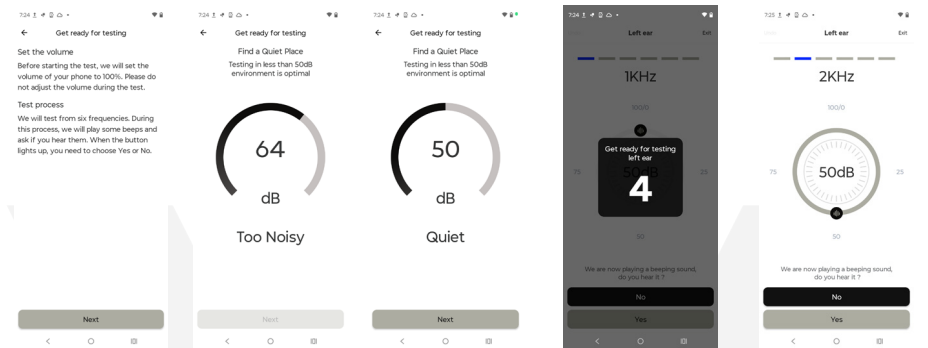 7:24
Get ready for testing
Set the volume
Before starting the test, we will set the
volume of your phone to 100%. Please do
not adjust the volume during the test.
Test process
We will test from six frequencies. During
this process, we will play some beeps and
ask if you hear them. When the button
lights up, you need to choose Yes or No.
Next
7:24
Get ready for testing
Find a Quiet Place
Testing in less than 50dB
environment is optimal
64
dB
Too Noisy
Next
7:24
Get ready for testing
Find a Quiet Place
Testing in less than 50dB
environment is optimal
50
dB
Quiet
Next
7:24
Left ear
Exit
1KHz
100/0
Get ready for testing
left ear
4
75
50dB
25
50
We are now playing a beeping sound,
do you hear it ?
No
Yes
7:25
Left ear
Exit
2KHz
100/0
75
50dB
25
50
We are now playing a beeping sound,
do you hear it ?
No
Yes